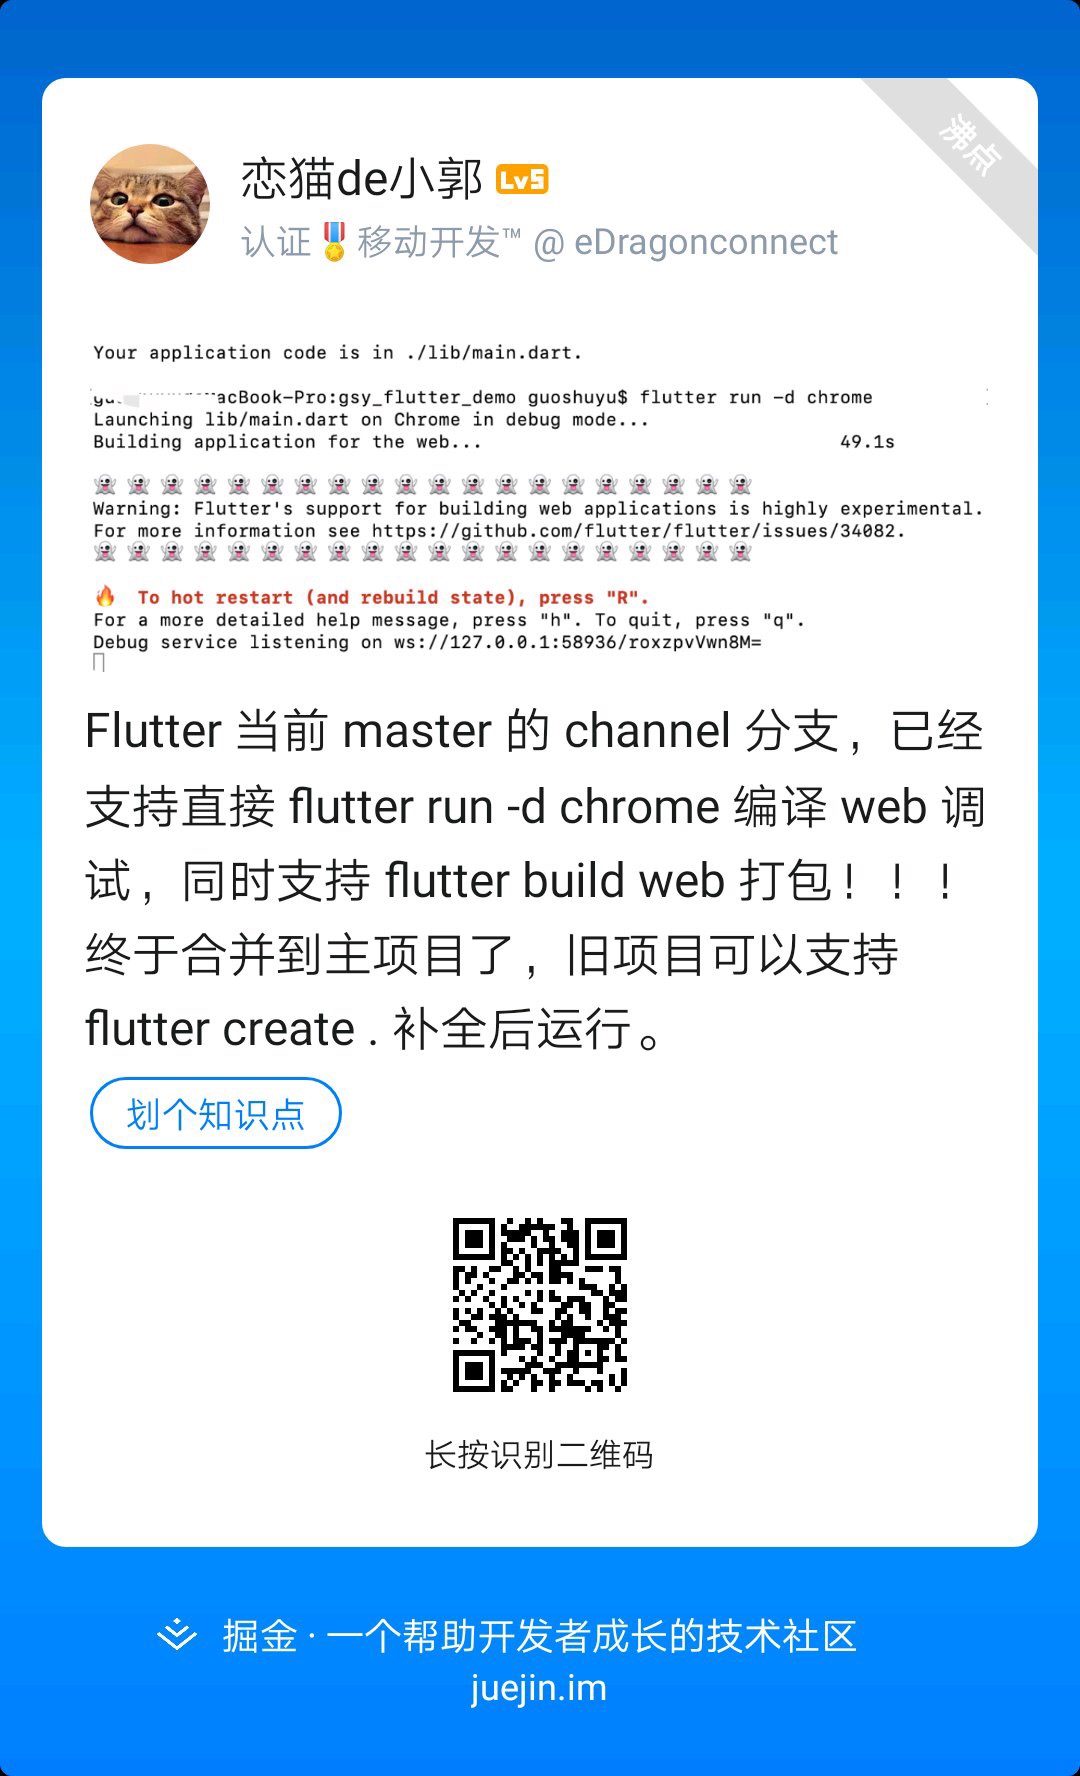 沸点
恋猫de小郭 Lv5
认证🏅移动开发™ @ eDragonconnect
Your application code is in ./lib/main.dart.
acBook-Pro:gsy_flutter_demo guoshuyu$ flutter run -d chrome
Launching lib/main.dart on Chrome in debug mode...
Building application for the web... 49.1s
👻 👻 👻 👻 👻 👻 👻 👻 👻 👻 👻 👻 👻 👻 👻 👻 👻 👻 👻 👻
Warning: Flutter's support for building web applications is highly experimental.
For more information see https://github.com/flutter/flutter/issues/34082.
👻 👻 👻 👻 👻 👻 👻 👻 👻 👻 👻 👻 👻 👻 👻 👻 👻 👻 👻 👻
🔥 To hot restart (and rebuild state), press "R".
For a more detailed help message, press "h". To quit, press "q".
Debug service listening on ws://127.0.0.1:58936/roxzpvVwn8M=
Flutter 当前 master 的 channel 分支，已经
支持直接 flutter run -d chrome 编译 web 调
试，同时支持 flutter build web 打包！！！
终于合并到主项目了，旧项目可以支持
flutter create . 补全后运行。
划个知识点
长按识别二维码
掘金 · 一个帮助开发者成长的技术社区
juejin.im